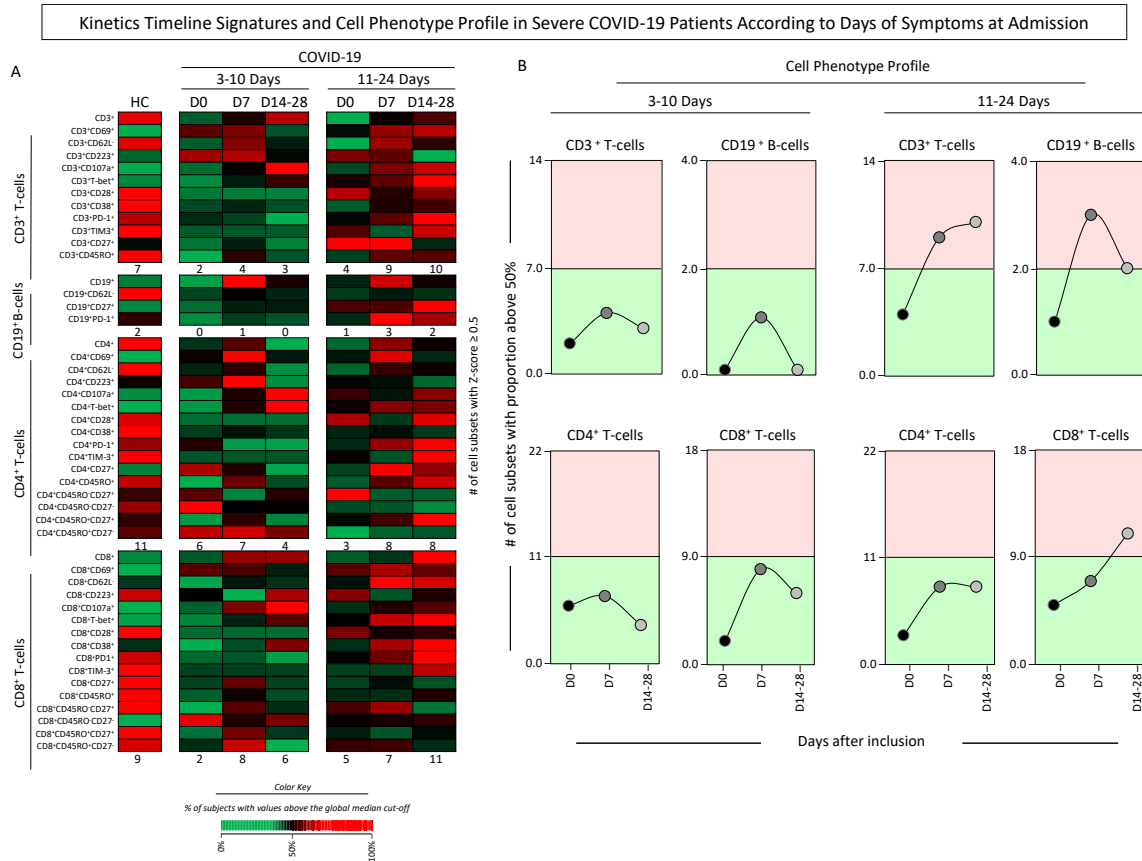 Kinetics Timeline Signatures and Cell Phenotype Profile in Severe COVID-19 Patients According to Days of Symptoms at Admission
A
COVID-19
3-10 Days
11-24 Days
HC
D0
D7
D14-28
D0
D7
D14-28
CD3⁺ T-cells
CD3⁺
CD3⁺CD69⁺
CD3⁺CD62L⁻
CD3⁺CD223⁺
CD3⁺CD107a⁺
CD3⁺T-bet⁺
CD3⁺CD28⁺
CD3⁺CD38⁺
CD3⁺PD-1⁺
CD3⁺TIM3⁺
CD3⁺CD27⁺
CD3⁺CD45RO⁺
7 2 4 3 4 9 10
CD19⁺ B-cells
CD19⁺
CD19⁺CD62L⁻
CD19⁺CD27⁺
CD19⁺PD-1⁺
2 0 1 0 1 3 2
CD4⁺ T-cells
CD4⁺
CD4⁺CD69⁺
CD4⁺CD62L⁻
CD4⁺CD223⁺
CD4⁺CD107a⁺
CD4⁺T-bet⁺
CD4⁺CD28⁺
CD4⁺CD38⁺
CD4⁺PD-1⁺
CD4⁺TIM-3⁺
CD4⁺CD27⁺
CD4⁺CD45RO⁺
CD4⁺CD45RO⁻CD27⁺
CD4⁺CD45RO⁻CD27⁻
CD4⁺CD45RO⁺CD27⁺
CD4⁺CD45RO⁺CD27⁻
11 6 7 4 3 8 8
CD8⁺ T-cells
CD8⁺
CD8⁺CD69⁺
CD8⁺CD62L⁻
CD8⁺CD223⁺
CD8⁺CD107a⁺
CD8⁺T-bet⁺
CD8⁺CD28⁺
CD8⁺CD38⁺
CD8⁺PD1⁺
CD8⁺TIM-3⁺
CD8⁺CD27⁺
CD8⁺CD45RO⁺
CD8⁺CD45RO⁻CD27⁺
CD8⁺CD45RO⁻CD27⁻
CD8⁺CD45RO⁺CD27⁺
CD8⁺CD45RO⁺CD27⁻
9 2 8 6 5 7 11
# of cell subsets with Z-score ≥ 0.5
Color Key
% of subjects with values above the global median cut-off
0%
50%
100%
B
Cell Phenotype Profile
3-10 Days
11-24 Days
# of cell subsets with proportion above 50%
CD3⁺ T-cells
14
7.0
0.0
CD19⁺ B-cells
4.0
2.0
0.0
CD3⁺ T-cells
14
7.0
0.0
CD19⁺ B-cells
4.0
2.0
0.0
CD4⁺ T-cells
22
11
0.0
D0
D7
D14-28
CD8⁺ T-cells
18
9.0
0.0
D0
D7
D14-28
CD4⁺ T-cells
22
11
0.0
D0
D7
D14-28
CD8⁺ T-cells
18
9.0
0.0
D0
D7
D14-28
Days after inclusion